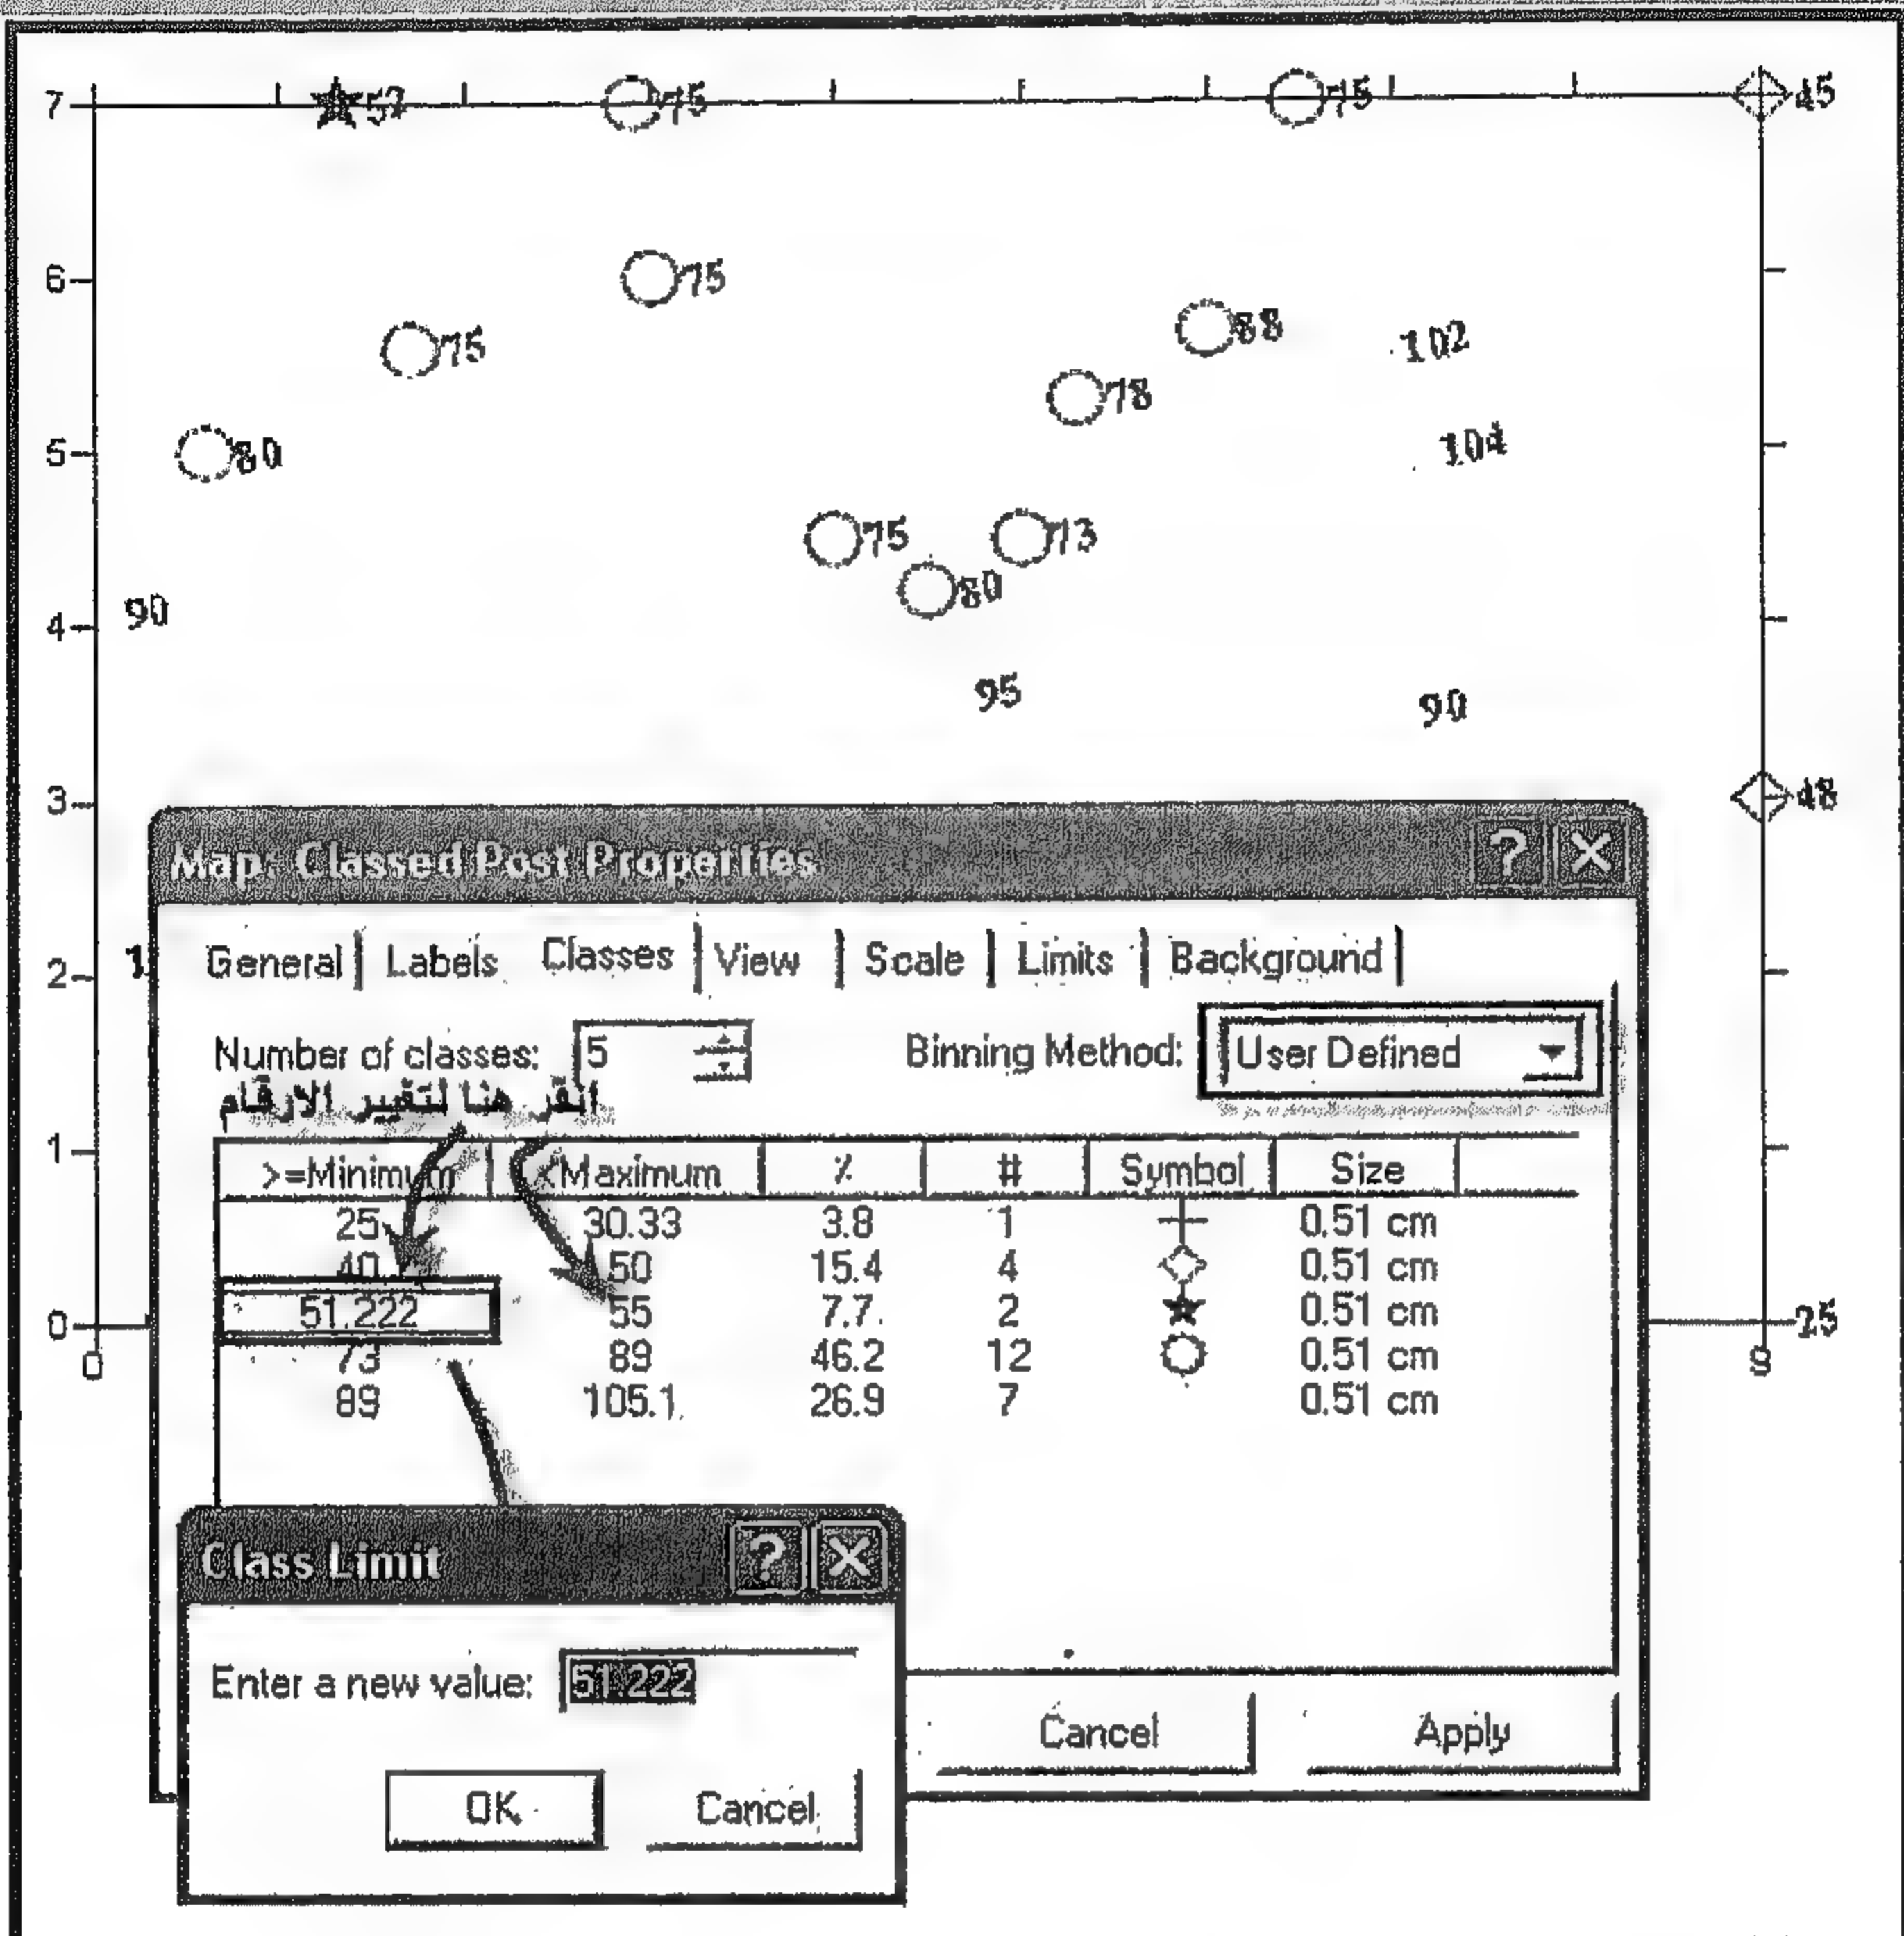 7 52 75 75 45
6 75
75 88 102
78
5 80 104
75 73
80
4 90
95 90
3 48
Map: Classed Post Properties
2 1 General Labels Classes View Scale Limits Background
Number of classes: 5 Binning Method: User Defined
انقر هنا لتغيير الارقام
1
>=Minimum <Maximum % # Symbol Size
25 30.33 3.8 1 0.51 cm
40 50 15.4 4 0.51 cm
0 51.222 55 7.7 2 0.51 cm 25
0 73 89 46.2 12 0.51 cm 9
89 105.1 26.9 7 0.51 cm
Class Limit
Enter a new value: 51.222
Cancel Apply
OK Cancel